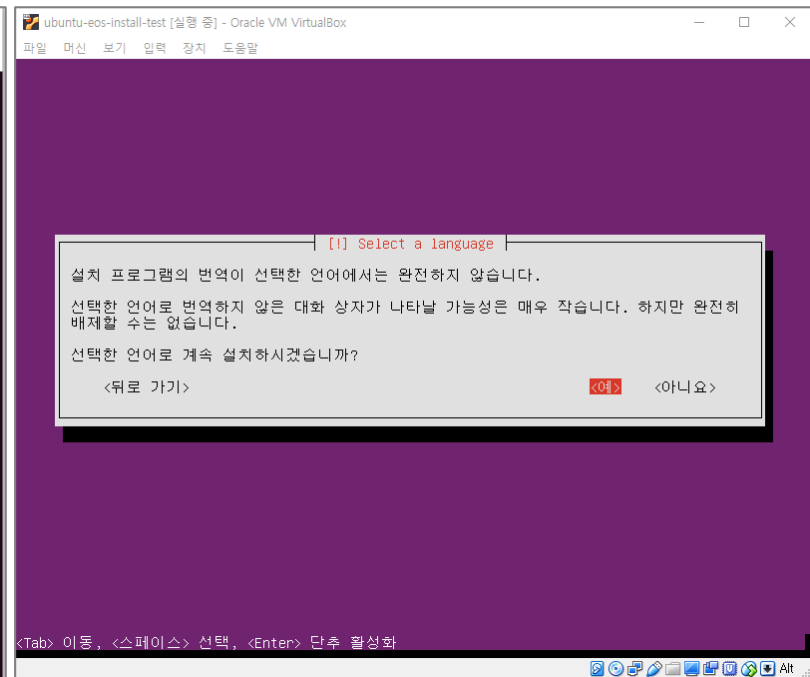 ubuntu-eos-install-test [실행 중] - Oracle VM VirtualBox
파일 머신 보기 입력 장치 도움말
[!] Select a language
설치 프로그램의 번역이 선택한 언어에서는 완전하지 않습니다.
선택한 언어로 번역하지 않은 대화 상자가 나타날 가능성은 매우 작습니다. 하지만 완전히
배제할 수는 없습니다.
선택한 언어로 계속 설치하시겠습니까?
<뒤로 가기> <예> <아니요>
<Tab> 이동, <스페이스> 선택, <Enter> 단추 활성화
Alt